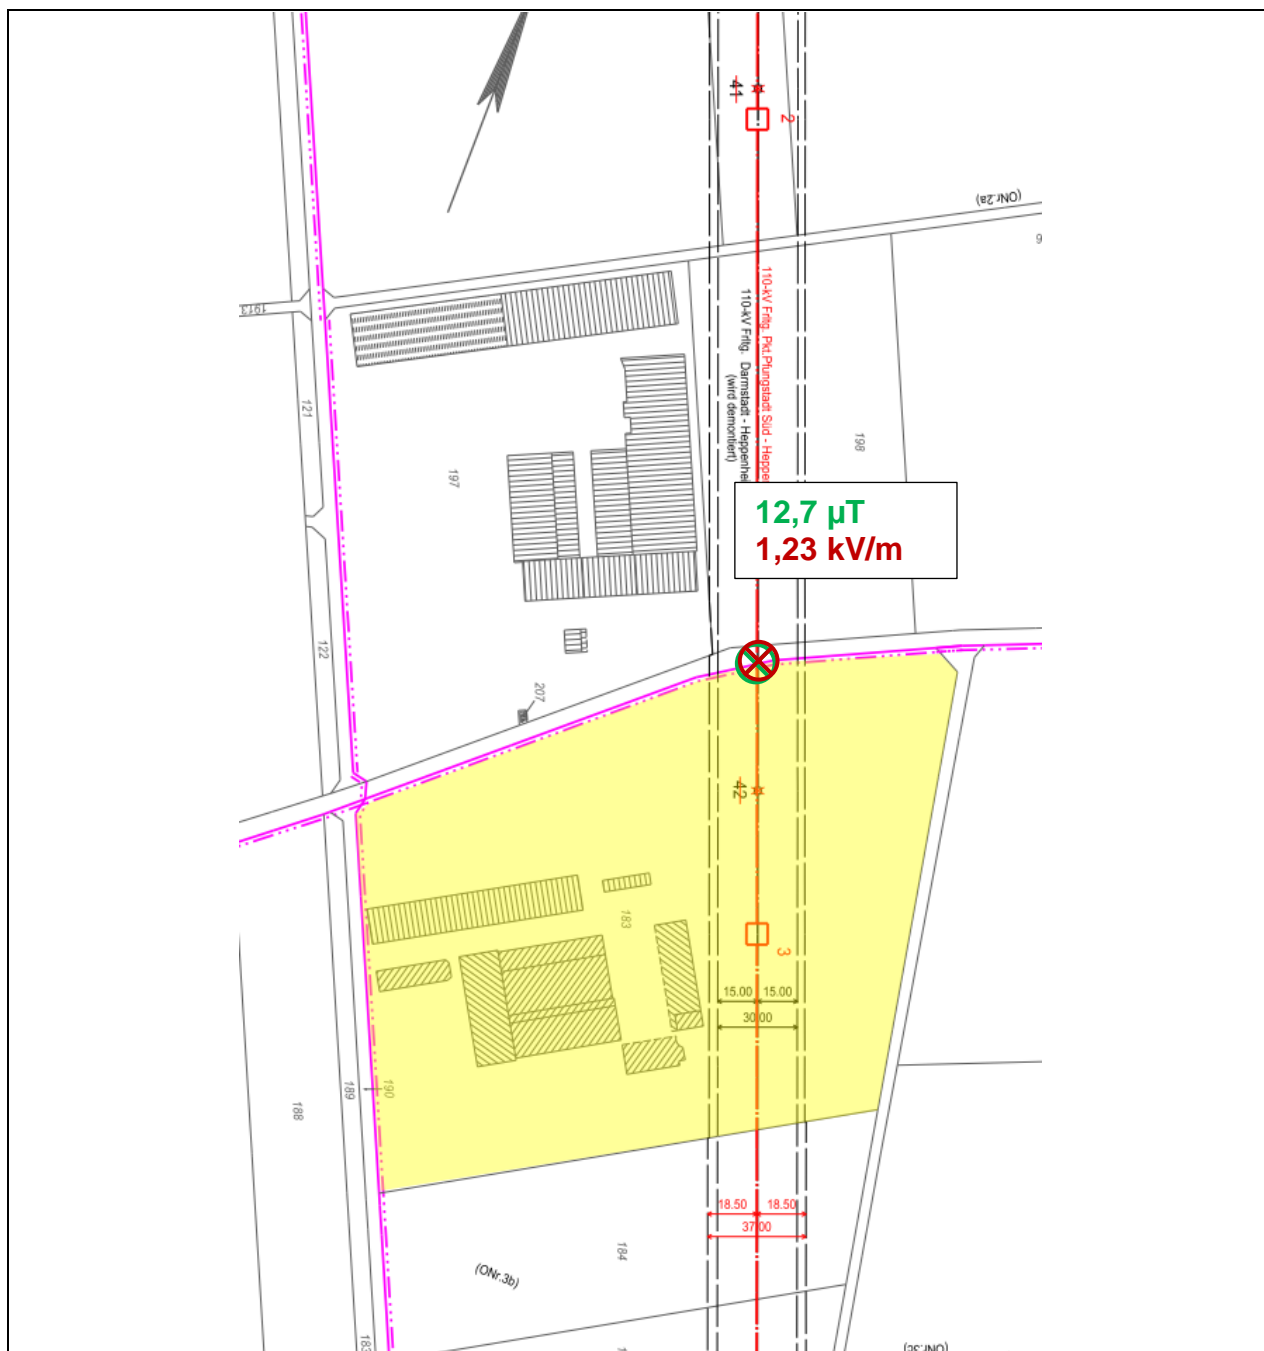 41
2
(ONr.2a)
1913
110-kV Frltg. Pkt.Pfungstadt Süd - Heppe
110-kV Frltg. Darmstadt - Heppenhei
(wird demontiert)
121
198
197
12,7 µT
1,23 kV/m
122
207
42
183
3
15.00 15.00
30.00
190
189
188
18.50 18.50
37.00
184
(ONr.3b)